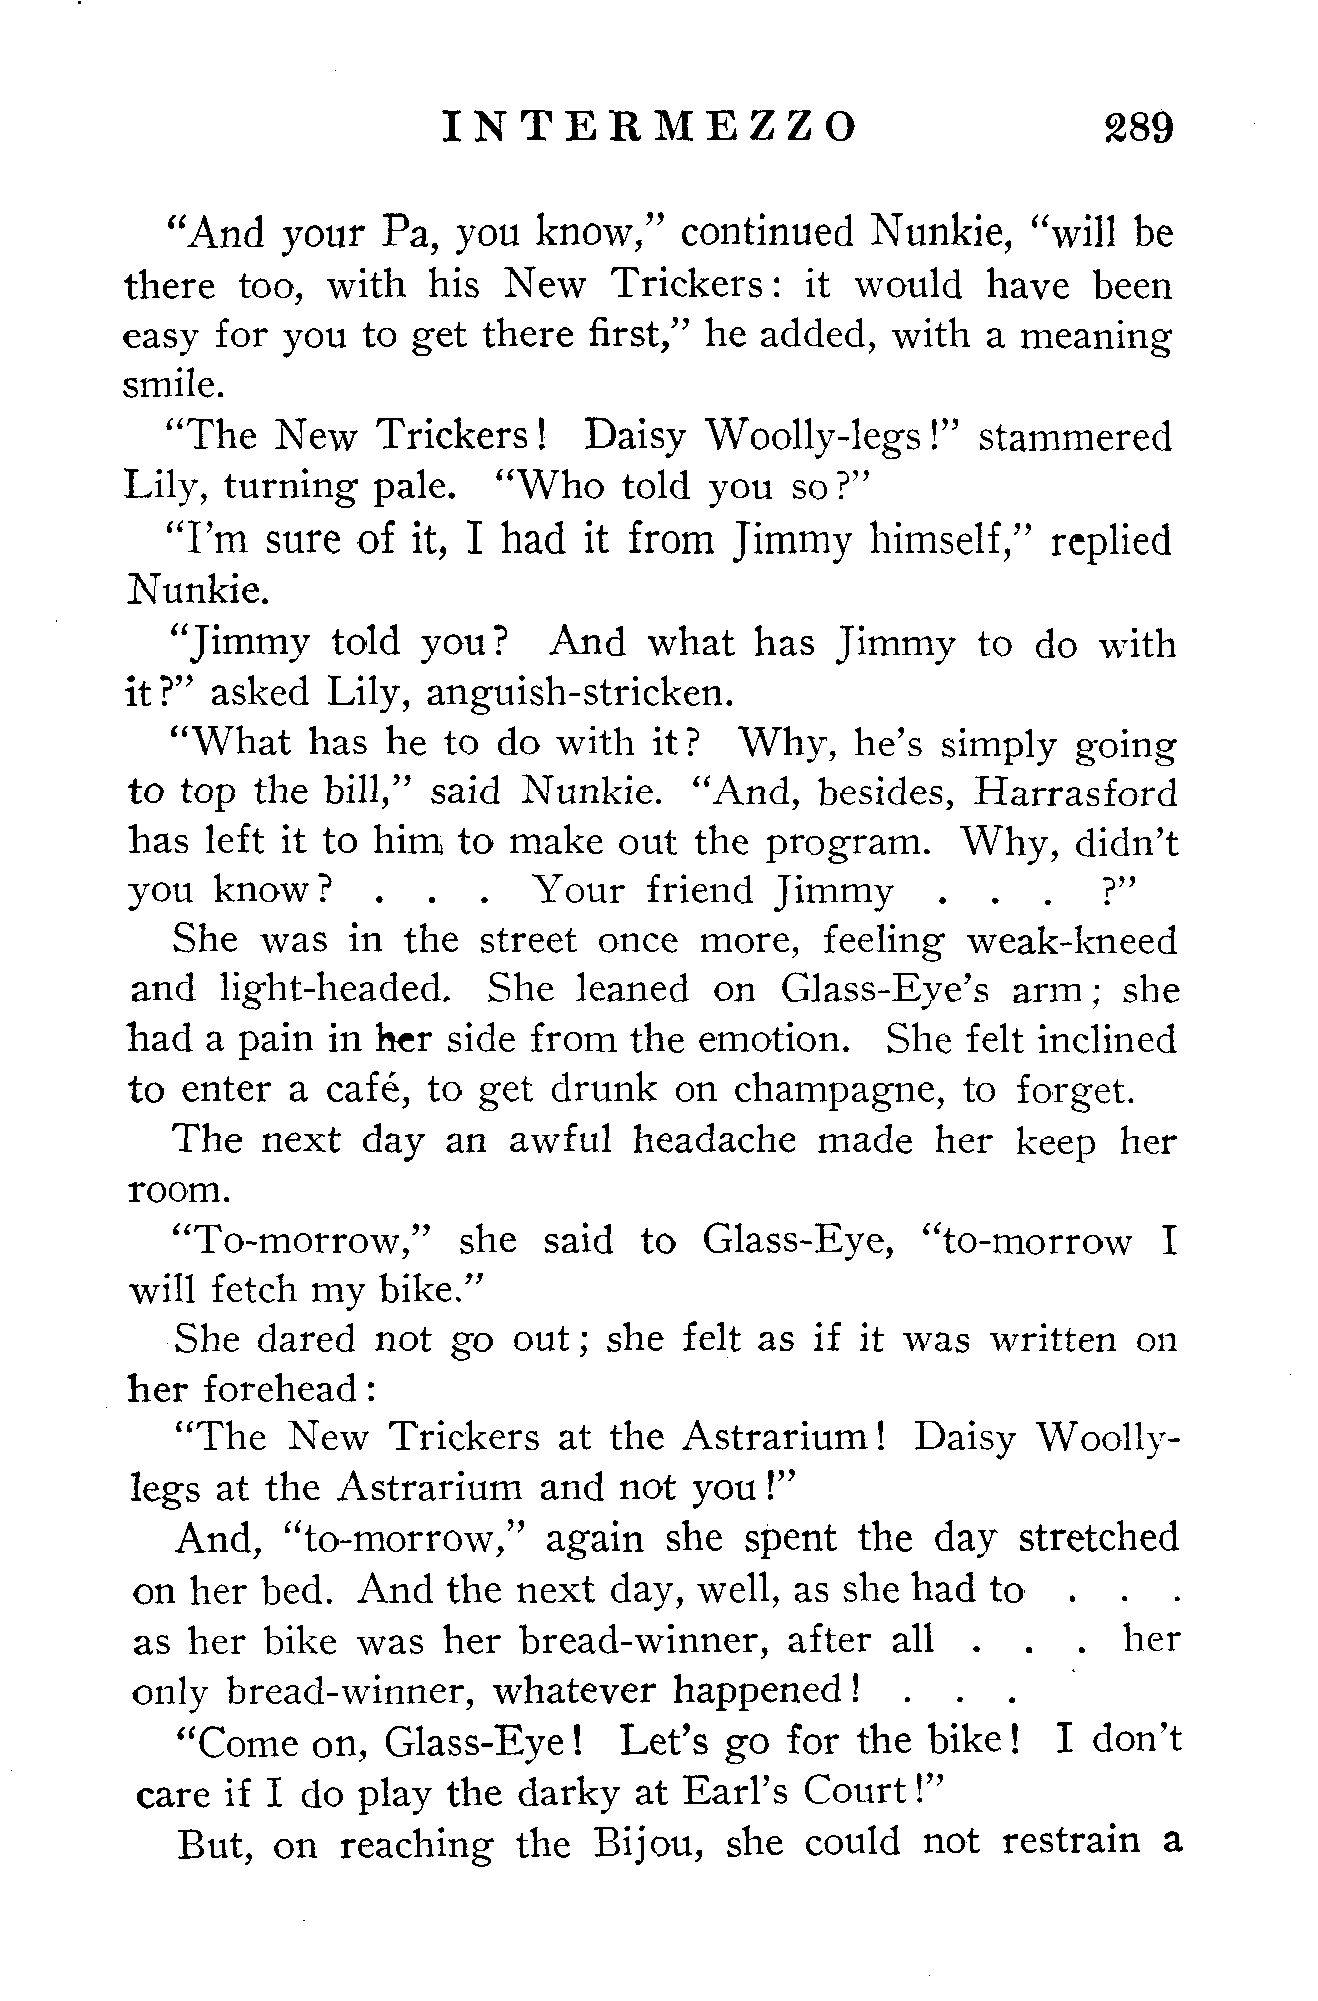 INTERMEZZO 289
“And your Pa, you know,” continued Nunkie, “will be
there too, with his New Trickers: it would have been
easy for you to get there first,” he added, with a meaning
smile.
“The New Trickers! Daisy Woolly-legs!” stammered
Lily, turning pale. “Who told you so?”
“I’m sure of it, I had it from Jimmy himself,” replied
Nunkie.
“Jimmy told you? And what has Jimmy to do with
it?” asked Lily, anguish-stricken.
“What has he to do with it? Why, he’s simply going
to top the bill,” said Nunkie. “And, besides, Harrasford
has left it to him to make out the program. Why, didn’t
you know? . . . Your friend Jimmy . . . ?”
She was in the street once more, feeling weak-kneed
and light-headed. She leaned on Glass-Eye’s arm; she
had a pain in her side from the emotion. She felt inclined
to enter a café, to get drunk on champagne, to forget.
The next day an awful headache made her keep her
room.
“To-morrow,” she said to Glass-Eye, “to-morrow I
will fetch my bike.”
She dared not go out; she felt as if it was written on
her forehead:
“The New Trickers at the Astrarium! Daisy Woolly-
legs at the Astrarium and not you!”
And, “to-morrow,” again she spent the day stretched
on her bed. And the next day, well, as she had to . . .
as her bike was her bread-winner, after all . . . her
only bread-winner, whatever happened! . . .
“Come on, Glass-Eye! Let’s go for the bike! I don’t
care if I do play the darky at Earl’s Court!”
But, on reaching the Bijou, she could not restrain a